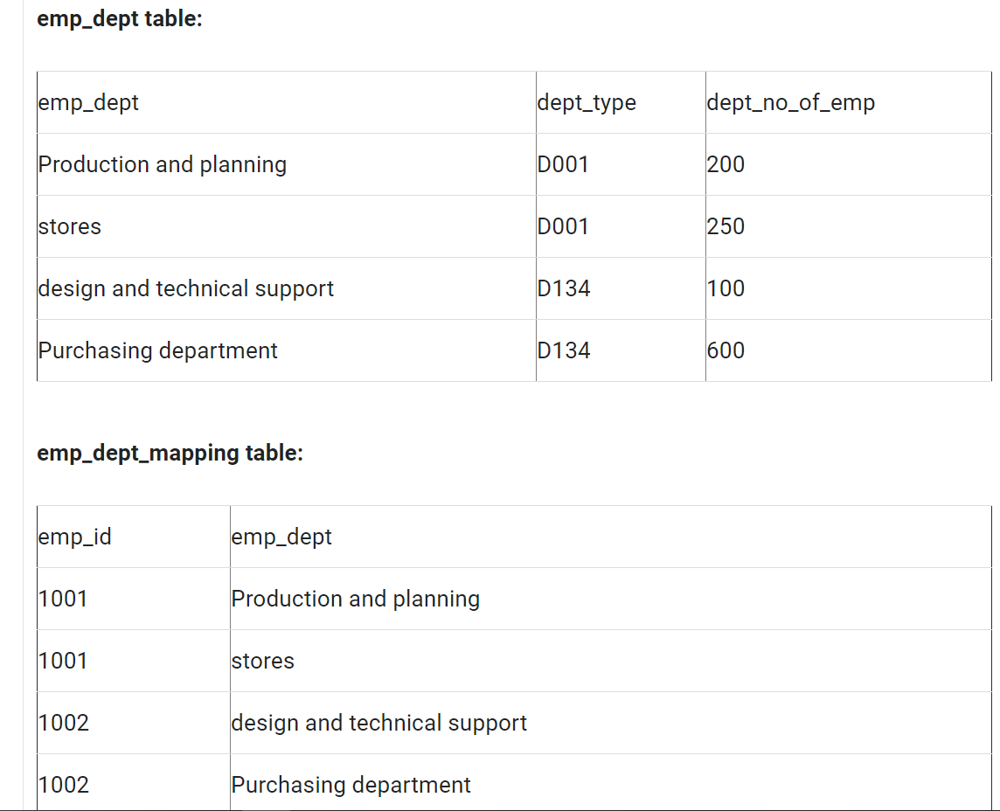 emp_dept table:
emp_dept dept_type dept_no_of_emp
Production and planning D001 200
stores D001 250
design and technical support D134 100
Purchasing department D134 600
emp_dept_mapping table:
emp_id emp_dept
1001 Production and planning
1001 stores
1002 design and technical support
1002 Purchasing department